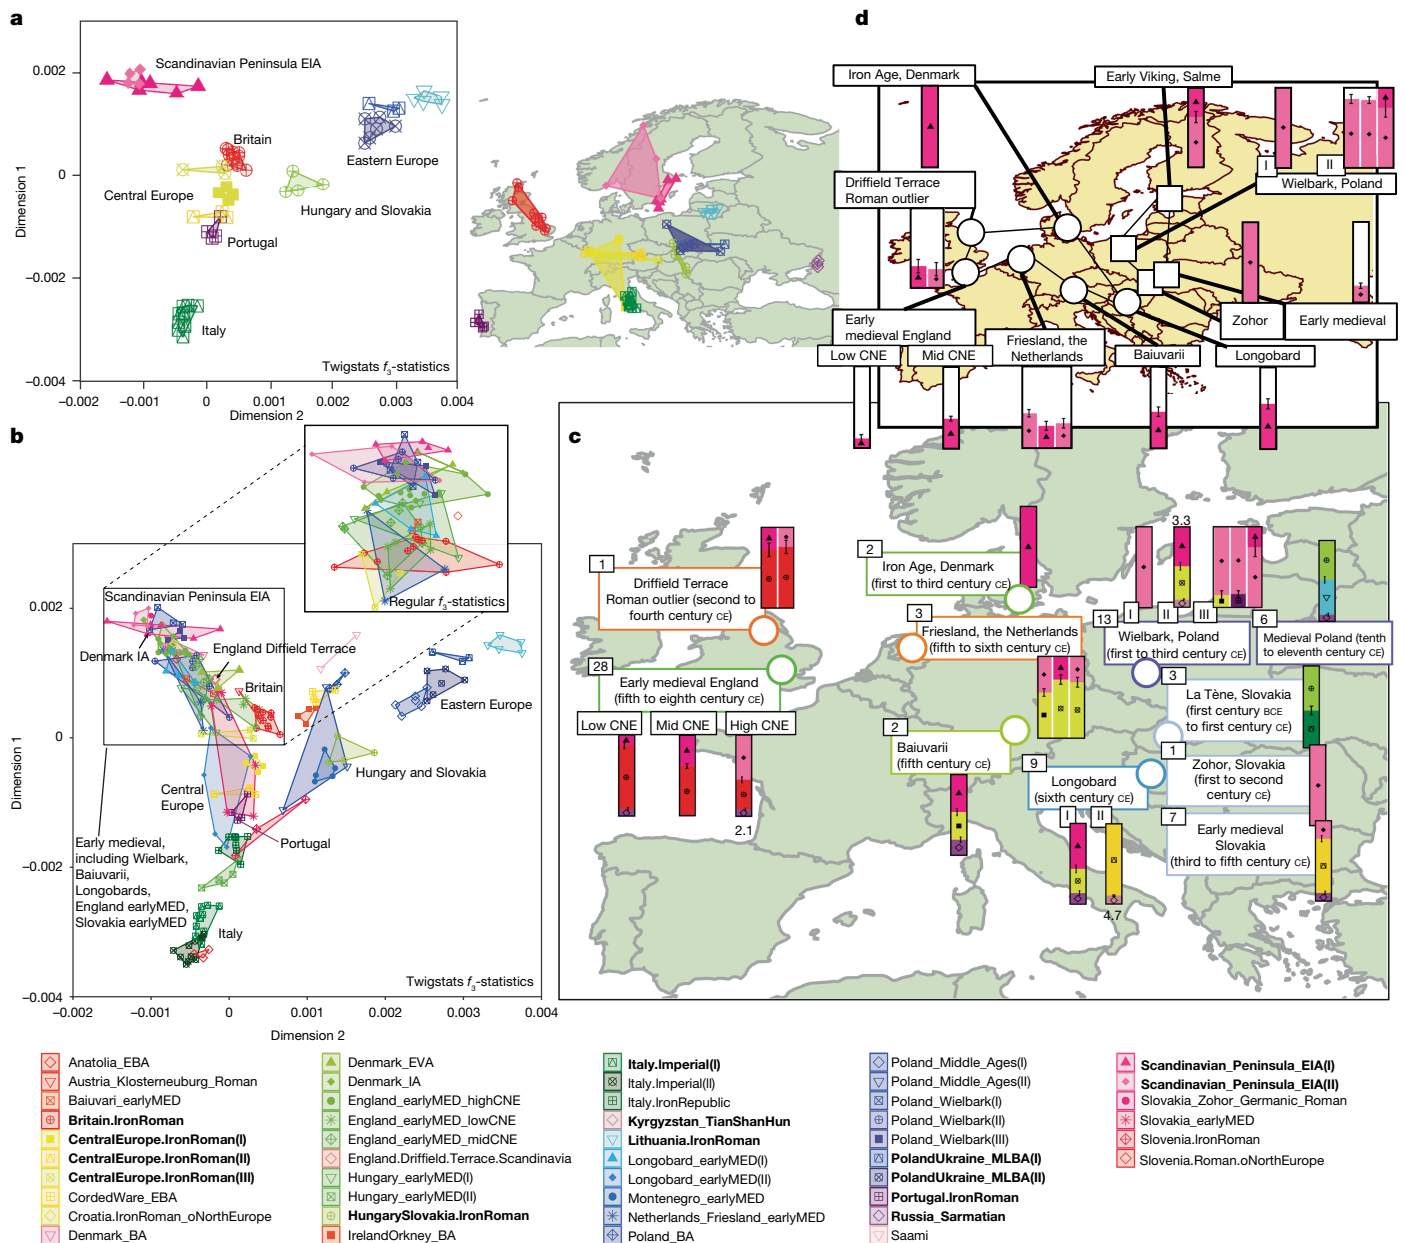 a
0.002
0
−0.002
−0.004
Dimension 1
−0.002
−0.001
0
0.001
0.002
0.003
0.004
Dimension 2
Scandinavian Peninsula EIA
Britain
Eastern Europe
Central Europe
Hungary and Slovakia
Portugal
Italy
Twigstats f3-statistics
d
Iron Age, Denmark
Early Viking, Salme
I
II
Wielbark, Poland
Driffield Terrace
Roman outlier
Zohor
Early medieval
Early
medieval England
Low CNE
Mid CNE
Friesland, the
Netherlands
Baiuvarii
Longobard
b
Regular f3-statistics
0.002
0
−0.002
−0.004
Dimension 1
−0.002
−0.001
0
0.001
0.002
0.003
0.004
Dimension 2
Scandinavian Peninsula EIA
Denmark IA
England Diffield Terrace
Britain
Eastern Europe
Hungary and Slovakia
Central
Europe
Portugal
Early medieval,
including Wielbark,
Baiuvarii,
Longobards,
England earlyMED,
Slovakia earlyMED
Italy
Twigstats f3-statistics
c
1
Driffield Terrace
Roman outlier (second to
fourth century CE)
2
Iron Age, Denmark
(first to third century CE)
3
Friesland, the Netherlands
(fifth to sixth century CE)
28
Early medieval England
(fifth to eighth century CE)
Low CNE
Mid CNE
High CNE
2.1
3.3
I
II
III
13
Wielbark, Poland
(first to third century CE)
6
Medieval Poland (tenth
to eleventh century CE)
3
La Tène, Slovakia
(first century BCE
to first century CE)
2
Baiuvarii
(fifth century CE)
9
Longobard
(sixth century CE)
I
II
4.7
1
Zohor, Slovakia
(first to second
century CE)
7
Early medieval
Slovakia
(third to fifth century CE)
Anatolia_EBA
Austria_Klosterneuburg_Roman
Baiuvari_earlyMED
Britain.IronRoman
CentralEurope.IronRoman(I)
CentralEurope.IronRoman(II)
CentralEurope.IronRoman(III)
CordedWare_EBA
Croatia.IronRoman_oNorthEurope
Denmark_BA
Denmark_EVA
Denmark_IA
England_earlyMED_highCNE
England_earlyMED_lowCNE
England_earlyMED_midCNE
England.Driffield.Terrace.Scandinavia
Hungary_earlyMED(I)
Hungary_earlyMED(II)
HungarySlovakia.IronRoman
IrelandOrkney_BA
Italy.Imperial(I)
Italy.Imperial(II)
Italy.IronRepublic
Kyrgyzstan_TianShanHun
Lithuania.IronRoman
Longobard_earlyMED(I)
Longobard_earlyMED(II)
Montenegro_earlyMED
Netherlands_Friesland_earlyMED
Poland_BA
Poland_Middle_Ages(I)
Poland_Middle_Ages(II)
Poland_Wielbark(I)
Poland_Wielbark(II)
Poland_Wielbark(III)
PolandUkraine_MLBA(I)
PolandUkraine_MLBA(II)
Portugal.IronRoman
Russia_Sarmatian
Saami
Scandinavian_Peninsula_EIA(I)
Scandinavian_Peninsula_EIA(II)
Slovakia_Zohor_Germanic_Roman
Slovakia_earlyMED
Slovenia.IronRoman
Slovenia.Roman.oNorthEurope